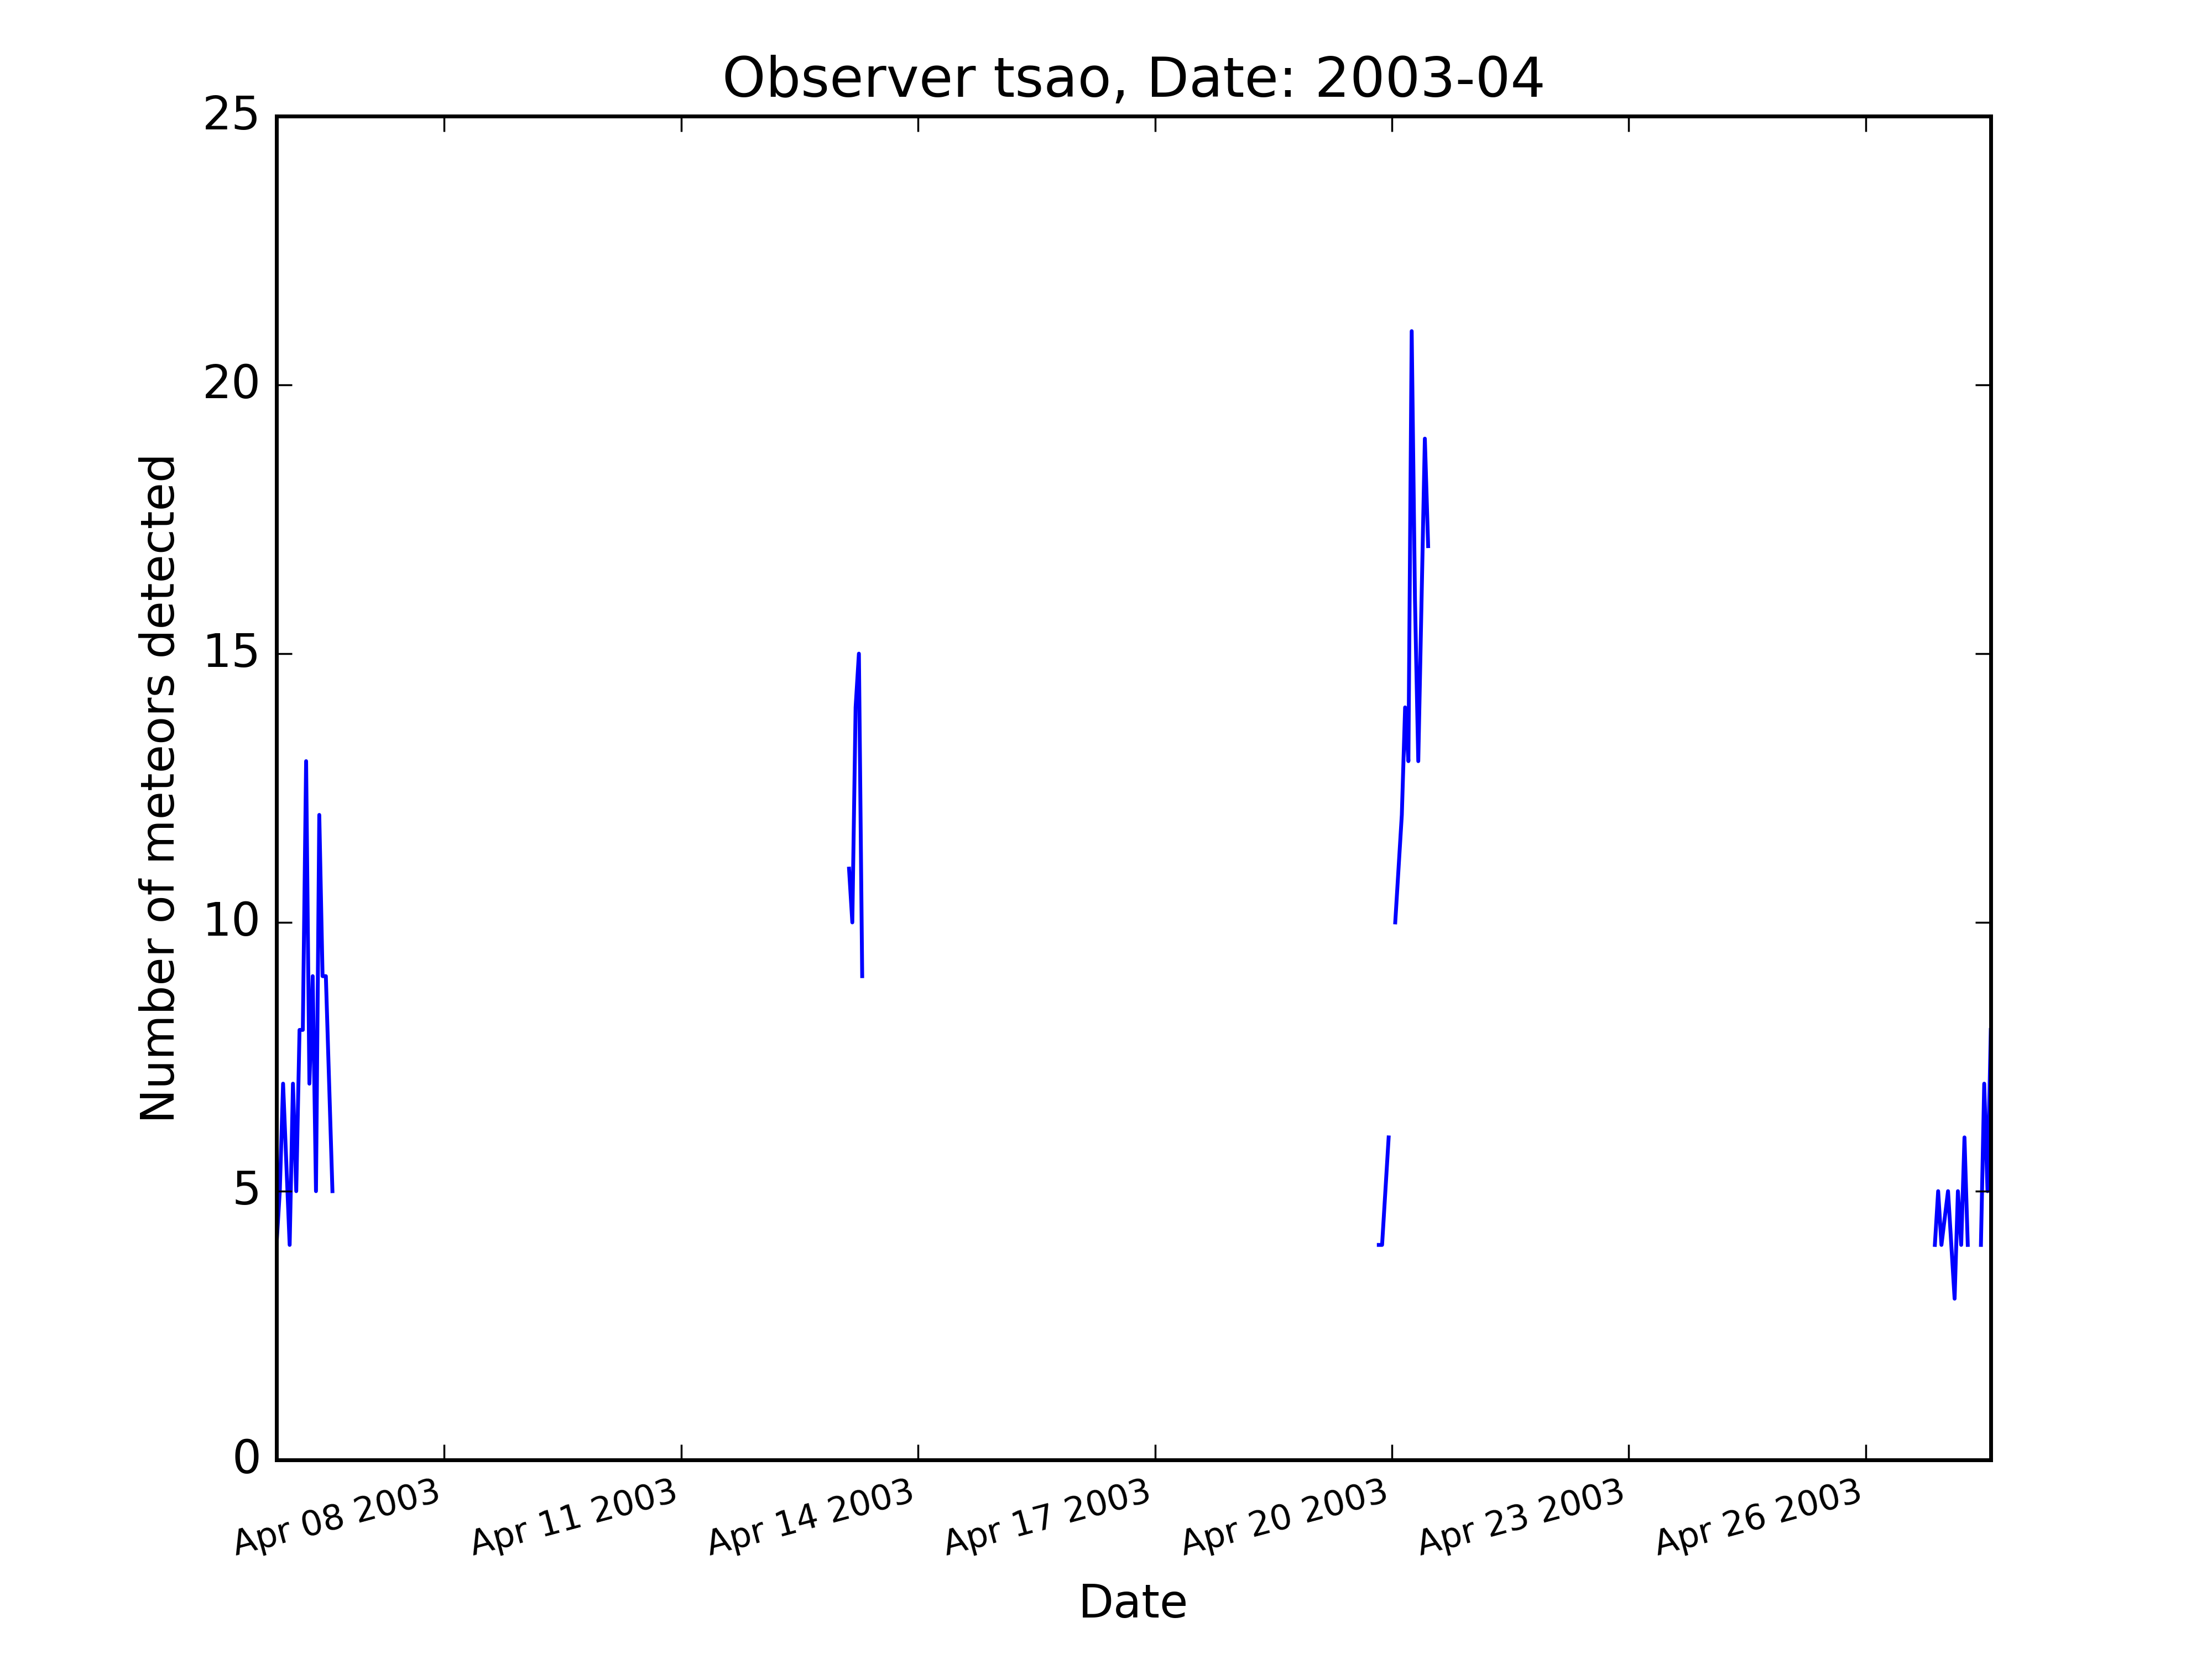 Observer tsao, Date: 2003-04
Number of meteors detected
25
20
15
10
5
0
Apr 08 2003
Apr 11 2003
Apr 14 2003
Apr 17 2003
Apr 20 2003
Apr 23 2003
Apr 26 2003
Date